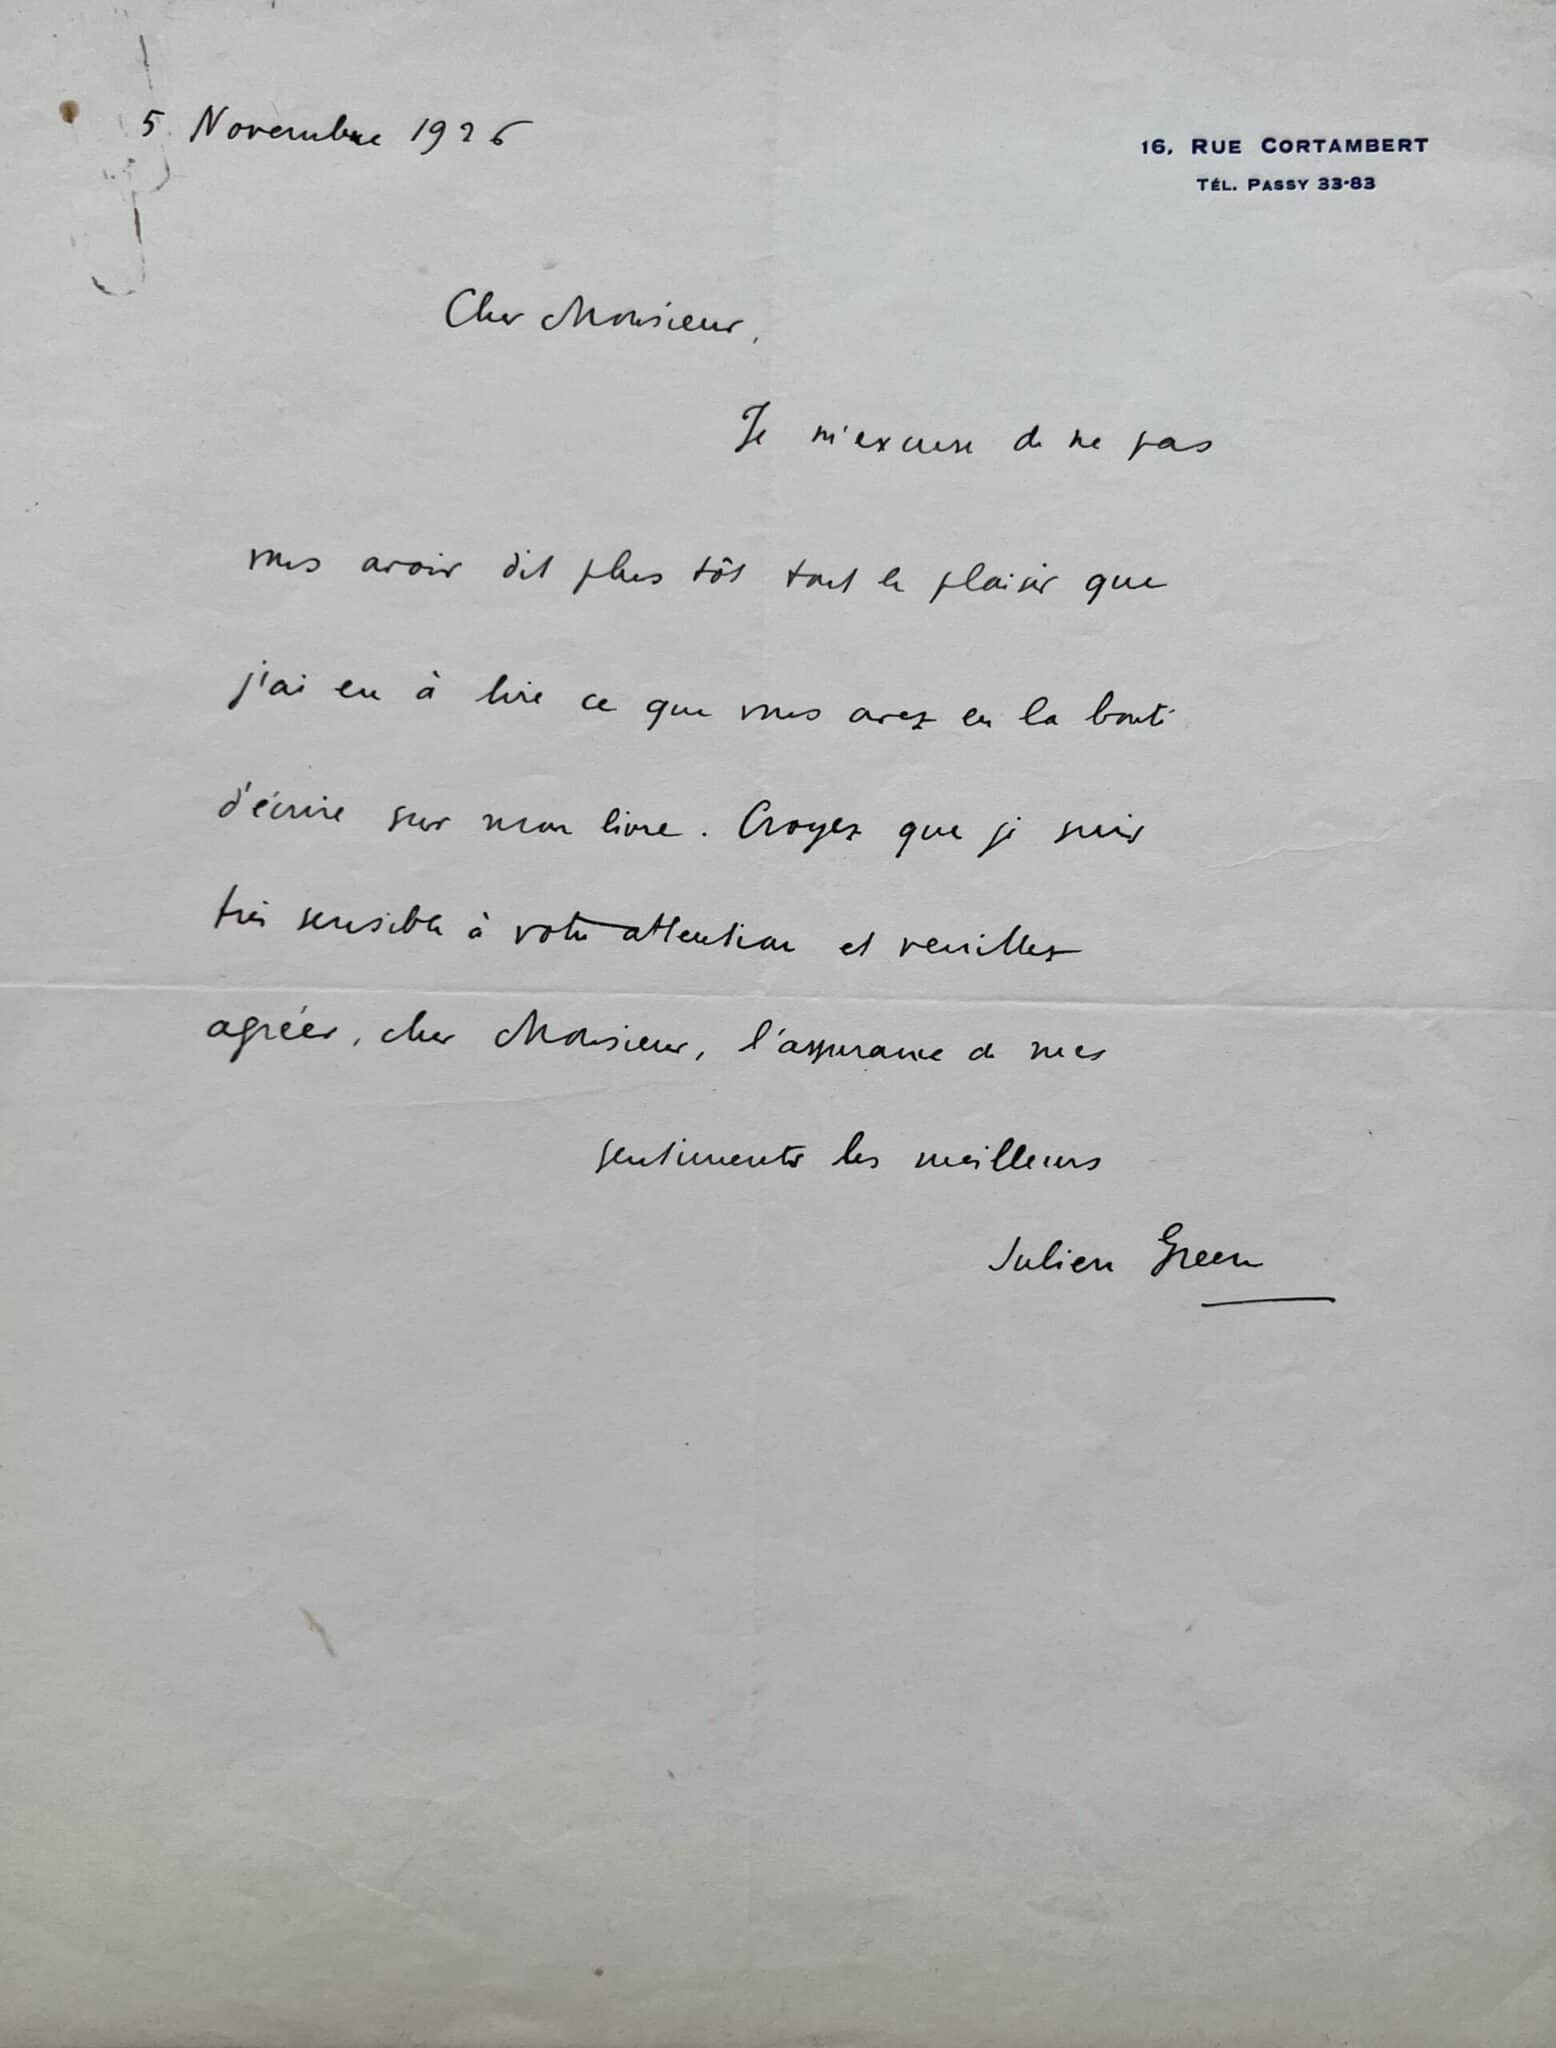 5 Novembre 1926
16, RUE CORTAMBERT
TÉL. PASSY 33-83
Cher Monsieur,
Je m'excuse de ne pas
vous avoir dit plus tôt tout le plaisir que
j'ai eu à lire ce que vous avez eu la bonté
d'écrire sur mon livre. Croyez que je suis
très sensible à votre attention et veuillez
agréer, cher Monsieur, l'assurance de mes
sentiments les meilleurs
Julien Green